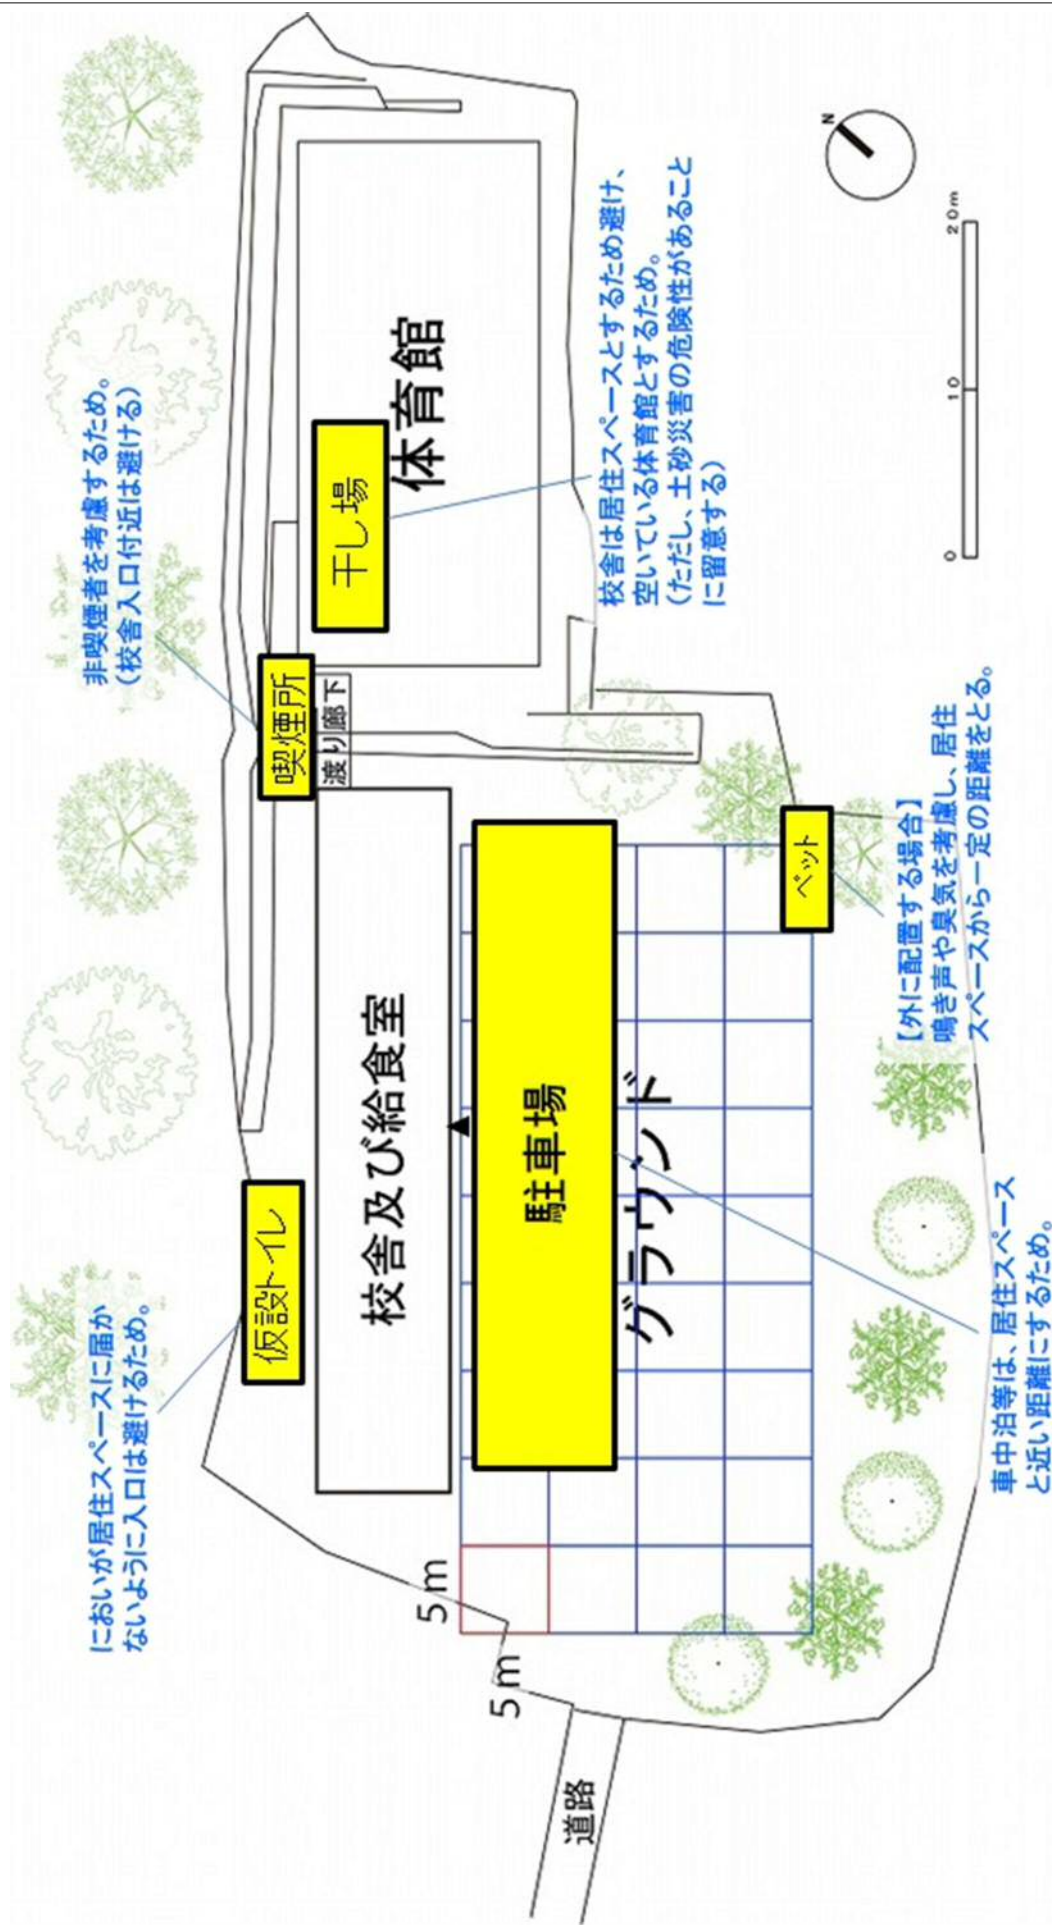 においが居住スペースに届か
ないように入口は避けるため。
非喫煙者を考慮するため。
（校舎入口付近は避ける）
仮設トイレ
喫煙所
渡り廊下
干し場
体育館
校舎及び給食室
駐車場
グラウンド
5m
5m
道路
ペット
校舎は居住スペースとするため避け、
空いている体育館とするため。
（ただし、土砂災害の危険性があること
に留意する）
【外に配置する場合】
鳴き声や臭気を考慮し、居住
スペースから一定の距離をとる。
車中泊等は、居住スペース
と近い距離にするため。
N
0 10 20m